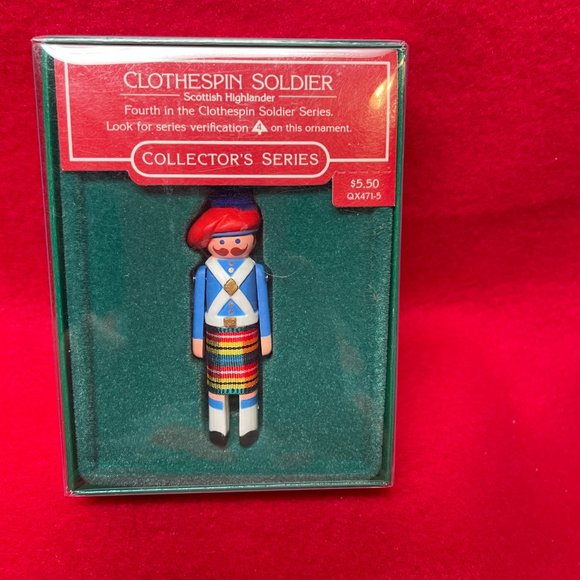 CLOTHESPIN SOLDIER
Scottish Highlander
Fourth in the Clothespin Soldier Series.
Look for series verification 4 on this ornament.
COLLECTOR'S SERIES
$5.50
QX471-5